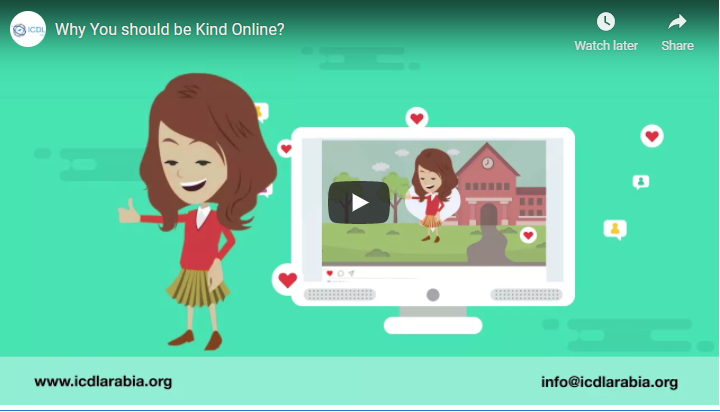 ICDL
Why You should be Kind Online?
Watch later
Share
www.icdlarabia.org
info@icdlarabia.org